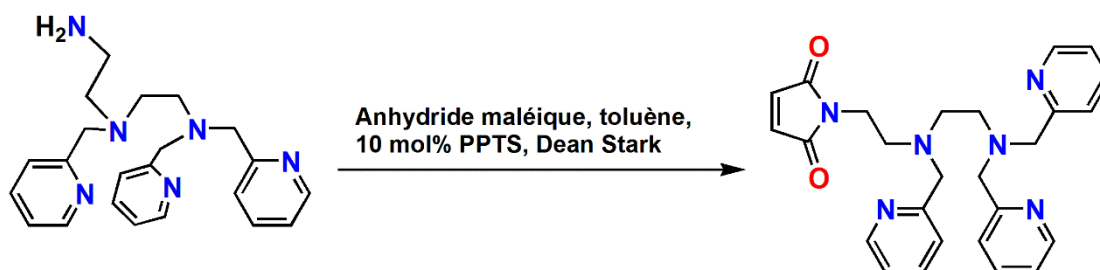 H₂N
N
N
N
N
N
Anhydride maléique, toluène,
10 mol% PPTS, Dean Stark
O
N
O
N
N
N
N
N